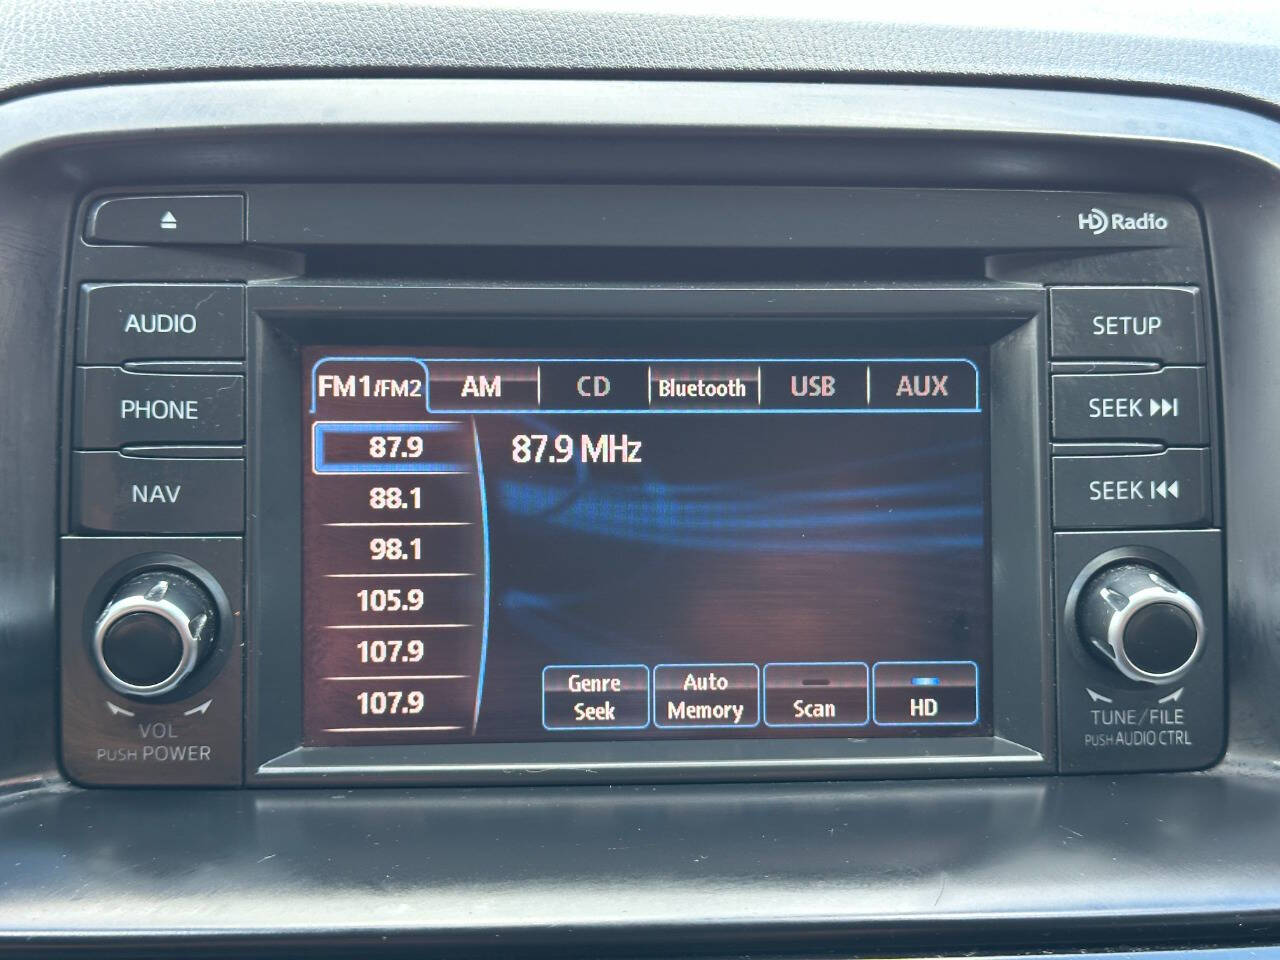 HD Radio
AUDIO
PHONE
NAV
VOL
PUSH POWER
FM1/FM2 AM CD Bluetooth USB AUX
87.9
88.1
98.1
105.9
107.9
107.9
87.9 MHz
Genre
Seek
Auto
Memory
Scan
HD
SETUP
SEEK
SEEK
TUNE/FILE
PUSH AUDIO CTRL